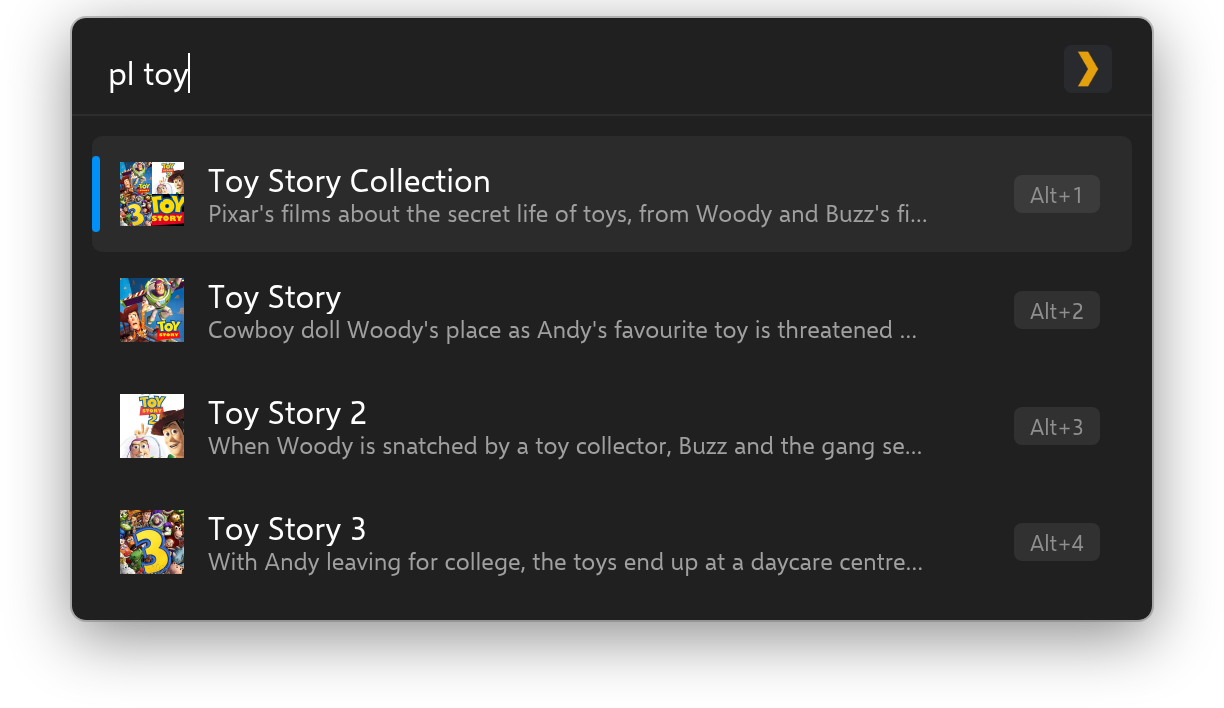 pl toy
Toy Story Collection
Pixar's films about the secret life of toys, from Woody and Buzz's fi...
Alt+1
Toy Story
Cowboy doll Woody's place as Andy's favourite toy is threatened ...
Alt+2
Toy Story 2
When Woody is snatched by a toy collector, Buzz and the gang se...
Alt+3
Toy Story 3
With Andy leaving for college, the toys end up at a daycare centre...
Alt+4